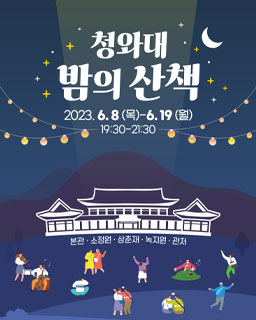 청와대
밤의 산책
2023. 6. 8 (목)-6. 19 (월)
19:30-21:30
본관 · 소정원 · 상춘재 · 녹지원 · 관저